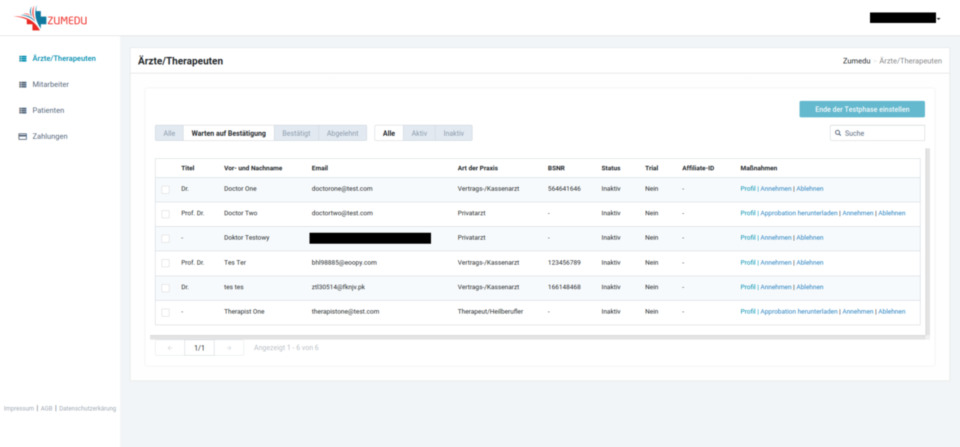 ZUMEDU
Ärzte/Therapeuten
Mitarbeiter
Patienten
Zahlungen
Ärzte/Therapeuten
Zumedu - Ärzte/Therapeuten
Ende der Testphase einstellen
Alle Warten auf Bestätigung Bestätigt Abgelehnt Alle Aktiv Inaktiv Suche
Titel Vor- und Nachname Email Art der Praxis BSNR Status Trial Affiliate-ID Maßnahmen
Dr. Doctor One doctorone@test.com Vertrags-/Kassenarzt 564641646 Inaktiv Nein - Profil | Annehmen | Ablehnen
Prof. Dr. Doctor Two doctortwo@test.com Privatarzt - Inaktiv Nein - Profil | Approbation herunterladen | Annehmen | Ablehnen
- Doktor Testowy Privatarzt - Inaktiv Nein - Profil | Annehmen | Ablehnen
Prof. Dr. Tes Ter bhl98885@eoopy.com Vertrags-/Kassenarzt 123456789 Inaktiv Nein - Profil | Annehmen | Ablehnen
Dr. tes tes ztl30514@fknjv.pk Vertrags-/Kassenarzt 166148468 Inaktiv Nein - Profil | Annehmen | Ablehnen
- Therapist One therapistone@test.com Therapeut/Heilberufler - Inaktiv Nein - Profil | Approbation herunterladen | Annehmen | Ablehnen
1/1 Angezeigt 1 - 6 von 6
Impressum | AGB | Datenschutzerkärung